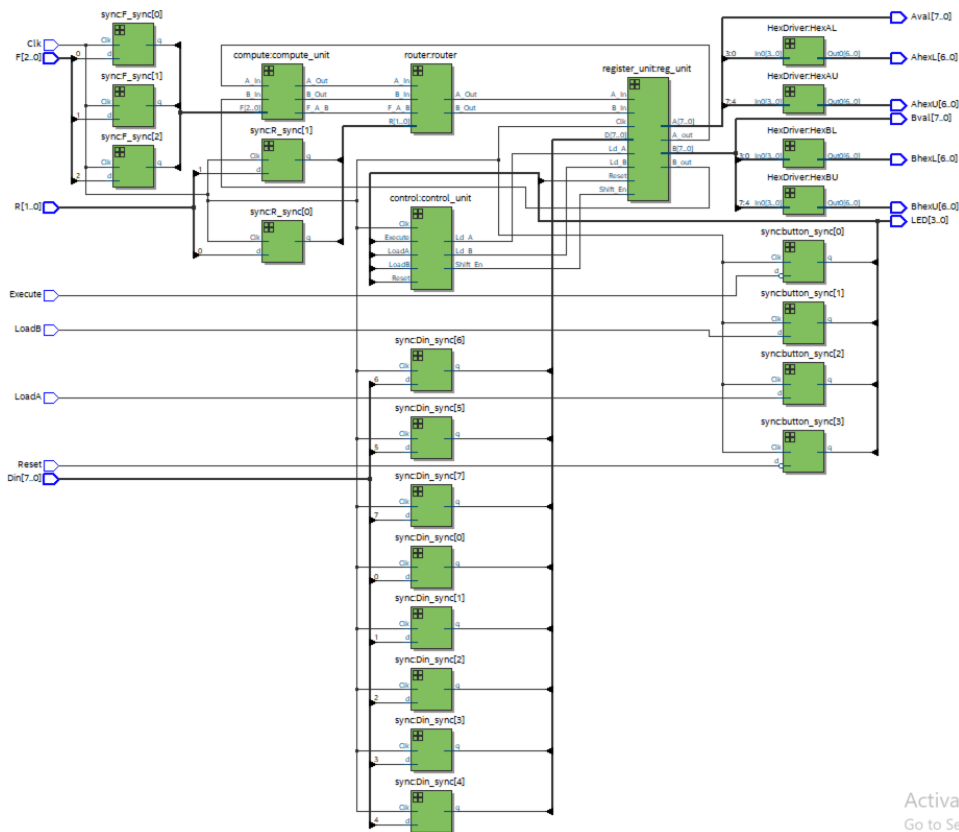 sync:F_sync[0]
Clk
F[2..0]
0
Clk
d
q
sync:F_sync[1]
1
Clk
d
q
sync:F_sync[2]
2
Clk
d
q
compute:compute_unit
A_In
B_In
F[2..0]
A_Out
B_Out
F_A_B
router:router
A_In
B_In
F_A_B
R[1..0]
A_Out
B_Out
sync:R_sync[1]
1
Clk
d
q
R[1..0]
sync:R_sync[0]
0
Clk
d
q
control:control_unit
Clk
Execute
LoadA
LoadB
Reset
Ld_A
Ld_B
Shift_En
register_unit:reg_unit
A_In
B_In
Clk
D[7..0]
Ld_A
Ld_B
Reset
Shift_En
A[7..0]
A_out
B[7..0]
B_out
Aval[7..0]
HexDriver:HexAL
3:0
In0[3..0]
Out0[6..0]
AhexL[6..0]
HexDriver:HexAU
7:4
In0[3..0]
Out0[6..0]
AhexU[6..0]
Bval[7..0]
HexDriver:HexBL
3:0
In0[3..0]
Out0[6..0]
BhexL[6..0]
HexDriver:HexBU
7:4
In0[3..0]
Out0[6..0]
BhexU[6..0]
LED[3..0]
sync:button_sync[0]
Clk
d
q
Execute
sync:button_sync[1]
Clk
d
q
LoadB
sync:button_sync[2]
Clk
d
q
LoadA
sync:button_sync[3]
Clk
d
q
Reset
Din[7..0]
sync:Din_sync[6]
6
Clk
d
q
sync:Din_sync[5]
5
Clk
d
q
sync:Din_sync[7]
7
Clk
d
q
sync:Din_sync[0]
0
Clk
d
q
sync:Din_sync[1]
1
Clk
d
q
sync:Din_sync[2]
2
Clk
d
q
sync:Din_sync[3]
3
Clk
d
q
sync:Din_sync[4]
4
Clk
d
q
Activa
Go to Se